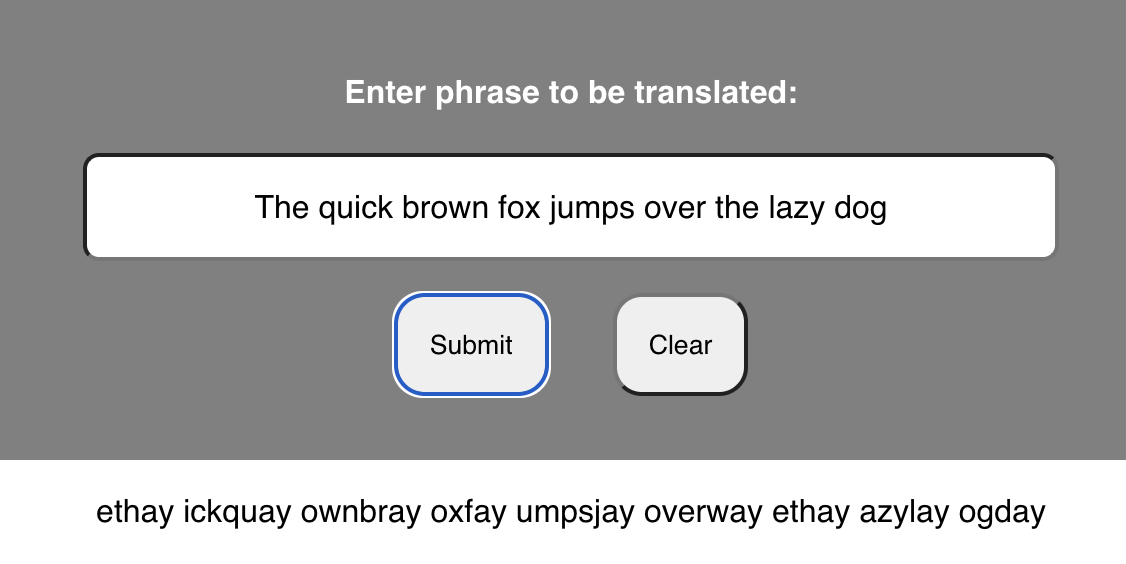 Enter phrase to be translated:
The quick brown fox jumps over the lazy dog
Submit Clear
ethay ickquay ownbray oxfay umpsjay overway ethay azylay ogday